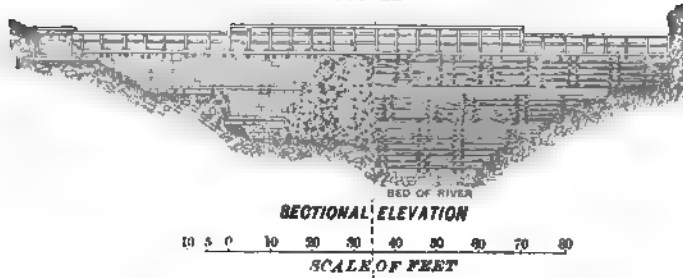 BED OF RIVER
SECTIONAL ELEVATION
10 5 0 10 20 30 40 50 60 70 80
SCALE OF FEET